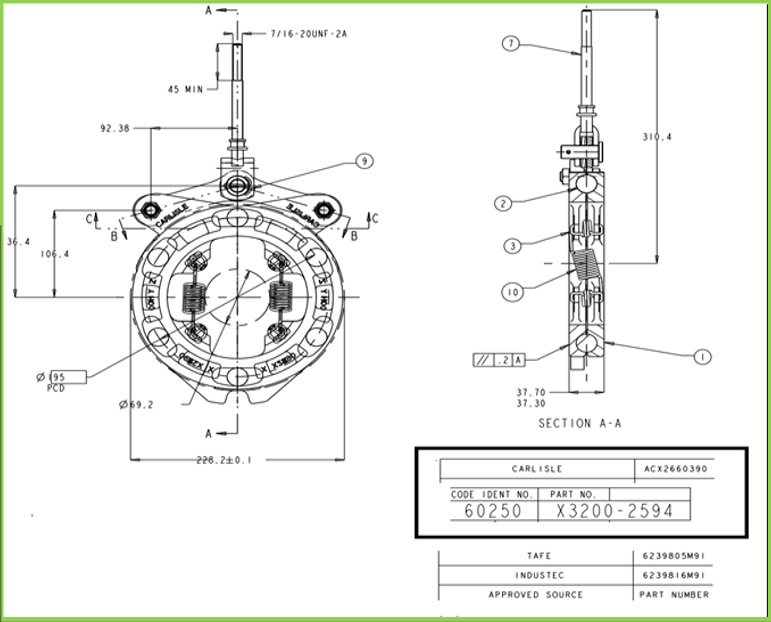 A
7/16-20UNF-2A
7
45 MIN
92.38
310.4
9
2
CARLISLE
CARLISLE
C
C
B
B
3
36.4
106.4
10
// .2 A
1
Ø195
PCD
Ø69.2
37.70
37.30
A
SECTION A-A
228.2±0.1
CARLISLE ACX2660390
CODE IDENT NO. PART NO.
60250 X3200-2594
TAFE 6239805M91
INDUSTEC 6239816M91
APPROVED SOURCE PART NUMBER